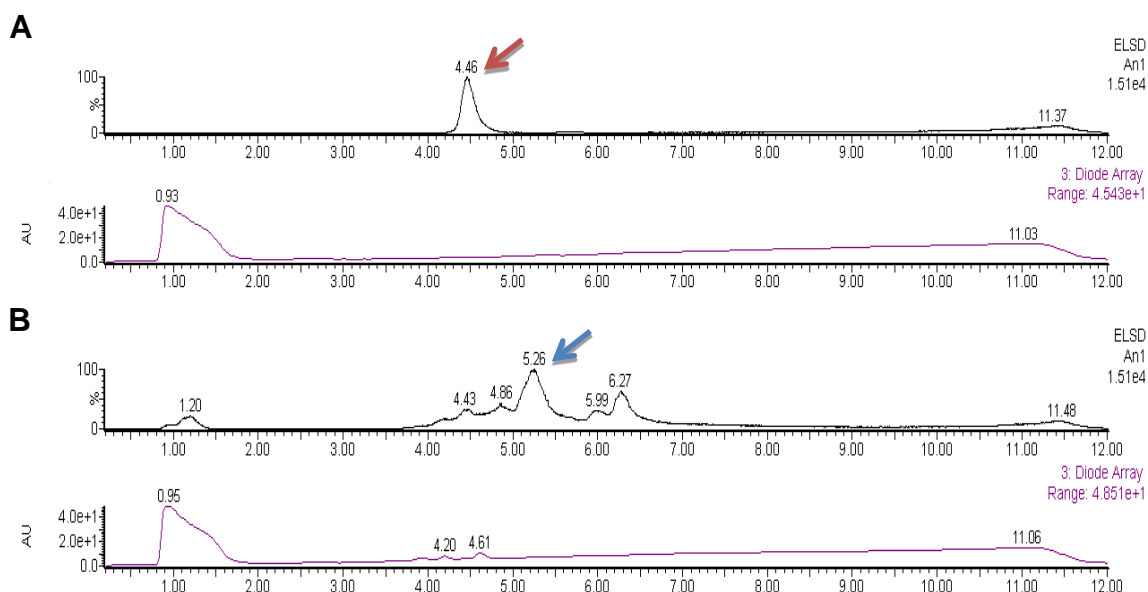 A
ELSD
An1
1.51e4
4.46
11.37
100
%
0
1.00 2.00 3.00 4.00 5.00 6.00 7.00 8.00 9.00 10.00 11.00 12.00
3: Diode Array
Range: 4.543e+1
0.93
11.03
4.0e+1
2.0e+1
0.0
AU
1.00 2.00 3.00 4.00 5.00 6.00 7.00 8.00 9.00 10.00 11.00 12.00
B
ELSD
An1
1.51e4
1.20 4.43 4.86 5.26 5.99 6.27 11.48
100
%
0
1.00 2.00 3.00 4.00 5.00 6.00 7.00 8.00 9.00 10.00 11.00 12.00
3: Diode Array
Range: 4.851e+1
0.95 4.20 4.61 11.06
4.0e+1
2.0e+1
0.0
AU
1.00 2.00 3.00 4.00 5.00 6.00 7.00 8.00 9.00 10.00 11.00 12.00